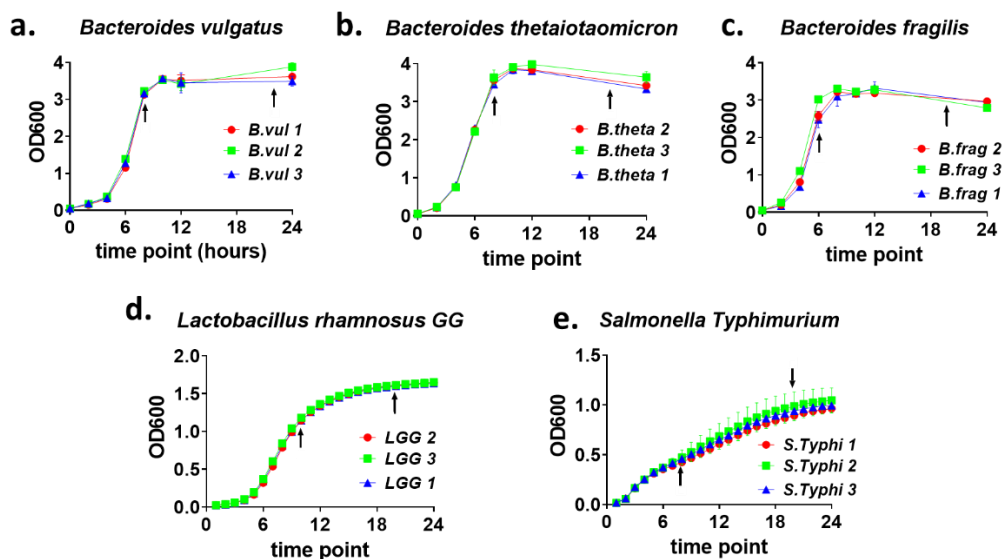 a. Bacteroides vulgatus
OD600
4
3
2
1
0
0 6 12 18 24
time point (hours)
B.vul 1
B.vul 2
B.vul 3
b. Bacteroides thetaiotaomicron
OD600
4
3
2
1
0
0 6 12 18 24
time point
B.theta 2
B.theta 3
B.theta 1
c. Bacteroides fragilis
OD600
4
3
2
1
0
0 6 12 18 24
time point
B.frag 2
B.frag 3
B.frag 1
d. Lactobacillus rhamnosus GG
OD600
2.0
1.5
1.0
0.5
0.0
0 6 12 18 24
time point
LGG 2
LGG 3
LGG 1
e. Salmonella Typhimurium
OD600
1.5
1.0
0.5
0.0
0 6 12 18 24
time point
S.Typhi 1
S.Typhi 2
S.Typhi 3